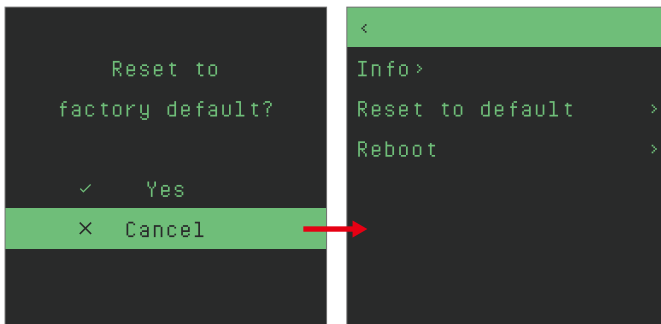 Reset to
factory default?
✓ Yes
× Cancel
<
Info>
Reset to default >
Reboot >